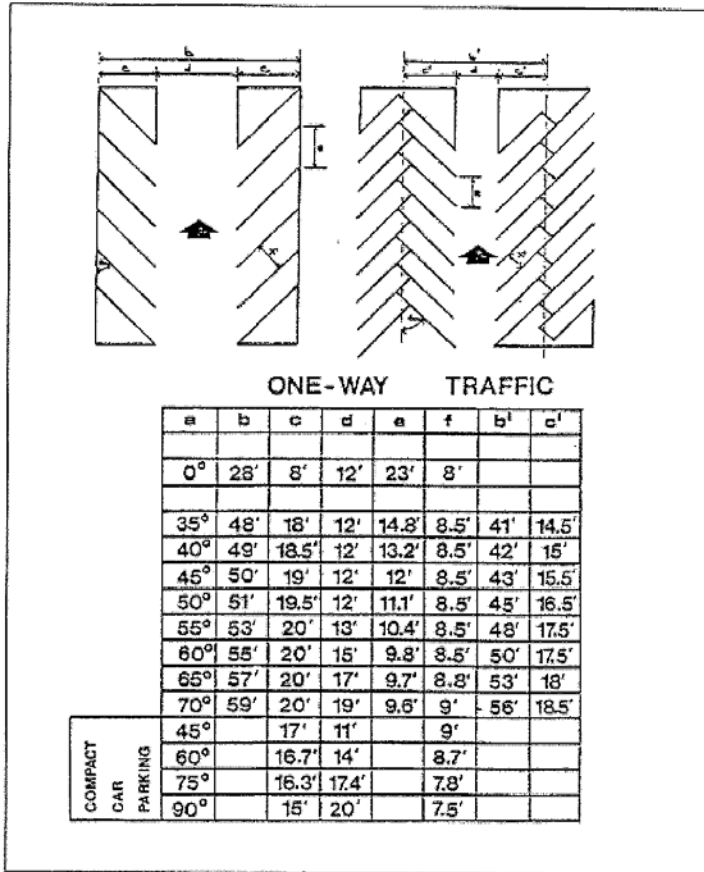 b b'
c d c c' d c'
ONE-WAY TRAFFIC
a b c d e f b' c'
0° 28' 8' 12' 23' 8'
35° 48' 18' 12' 14.8' 8.5' 41' 14.5'
40° 49' 18.5' 12' 13.2' 8.5' 42' 15'
45° 50' 19' 12' 12' 8.5' 43' 15.5'
50° 51' 19.5' 12' 11.1' 8.5' 45' 16.5'
55° 53' 20' 13' 10.4' 8.5' 48' 17.5'
60° 55' 20' 15' 9.8' 8.5' 50' 17.5'
65° 57' 20' 17' 9.7' 8.8' 53' 18'
70° 59' 20' 19' 9.6' 9' 56' 18.5'
COMPACT
CAR
PARKING
45° 17' 11' 9'
60° 16.7' 14' 8.7'
75° 16.3' 17.4' 7.8'
90° 15' 20' 7.5'